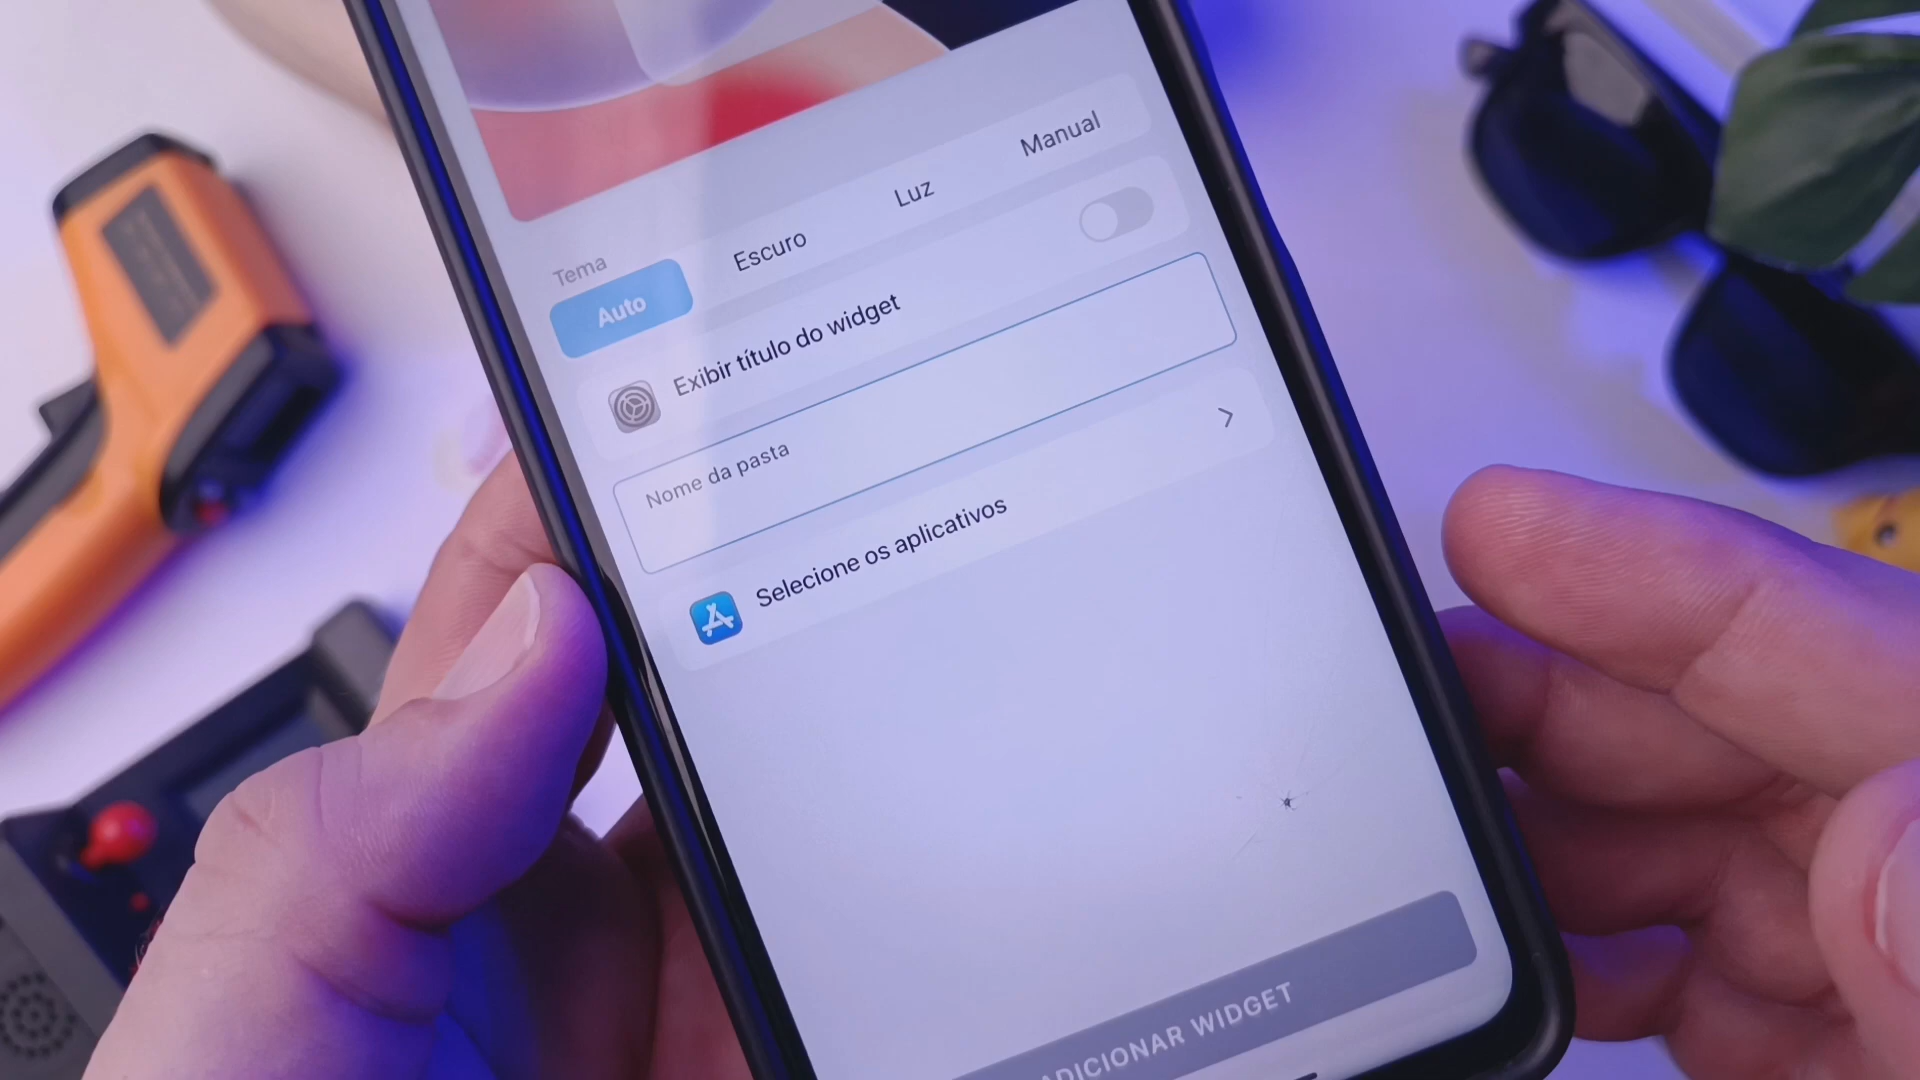 Tema
Auto
Escuro
Luz
Manual
Exibir título do widget
Nome da pasta
Selecione os aplicativos
ADICIONAR WIDGET